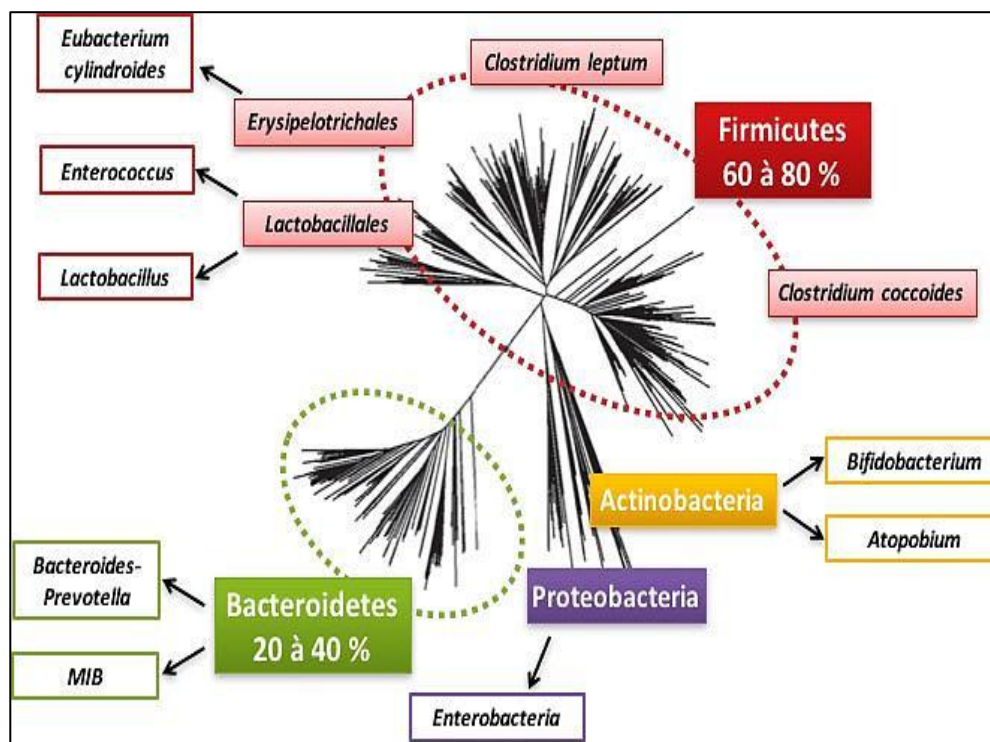 Eubacterium
cylindroides
Clostridium leptum
Erysipelotrichales
Firmicutes
60 à 80 %
Enterococcus
Lactobacillales
Lactobacillus
Clostridium coccoides
Bifidobacterium
Actinobacteria
Atopobium
Bacteroides-
Prevotella
Bacteroidetes
20 à 40 %
Proteobacteria
MIB
Enterobacteria